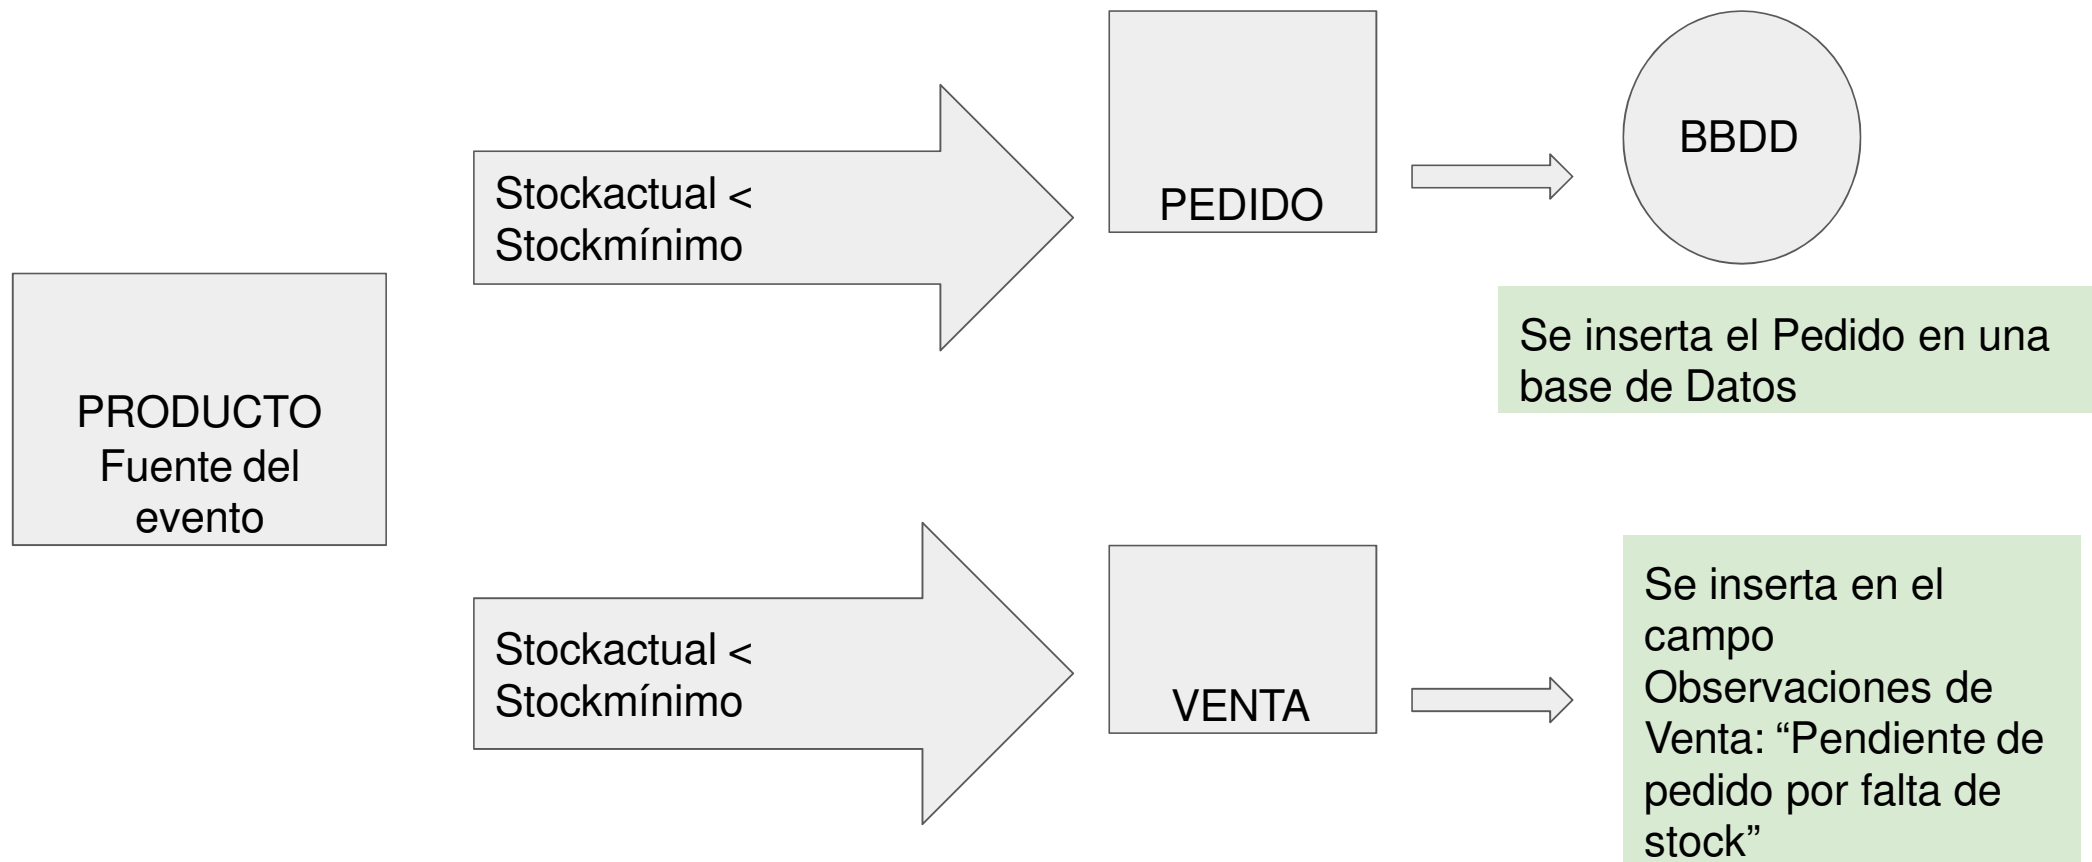 PRODUCTO
Fuente del
evento
Stockactual <
Stockmínimo
PEDIDO
BBDD
Se inserta el Pedido en una
base de Datos
Stockactual <
Stockmínimo
VENTA
Se inserta en el
campo
Observaciones de
Venta: “Pendiente de
pedido por falta de
stock”